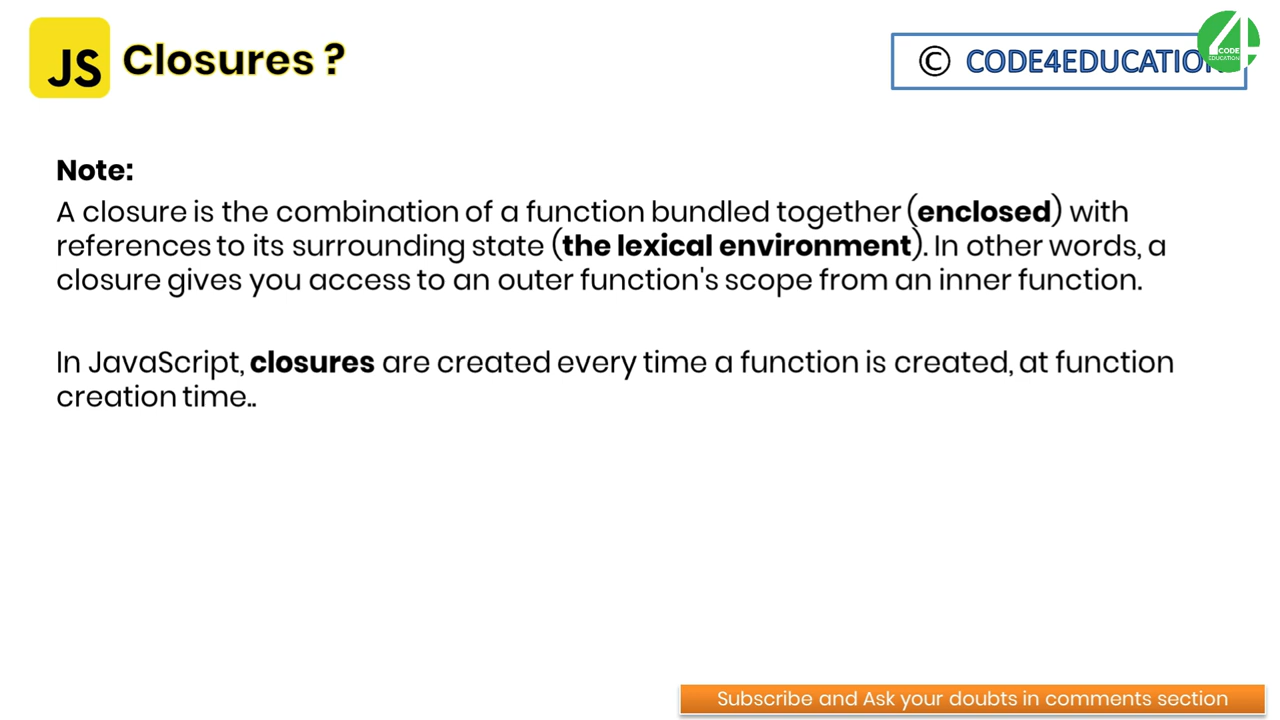 JS Closures ?
© CODE4EDUCATION
4 CODE
EDUCATION
Note:
A closure is the combination of a function bundled together (enclosed) with
references to its surrounding state (the lexical environment). In other words, a
closure gives you access to an outer function's scope from an inner function.
In JavaScript, closures are created every time a function is created, at function
creation time..
Subscribe and Ask your doubts in comments section